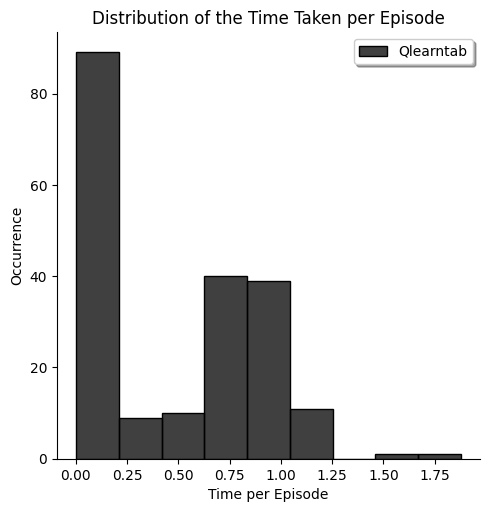 Distribution of the Time Taken per Episode
Qlearntab
Occurrence
80
60
40
20
0
0.00 0.25 0.50 0.75 1.00 1.25 1.50 1.75
Time per Episode